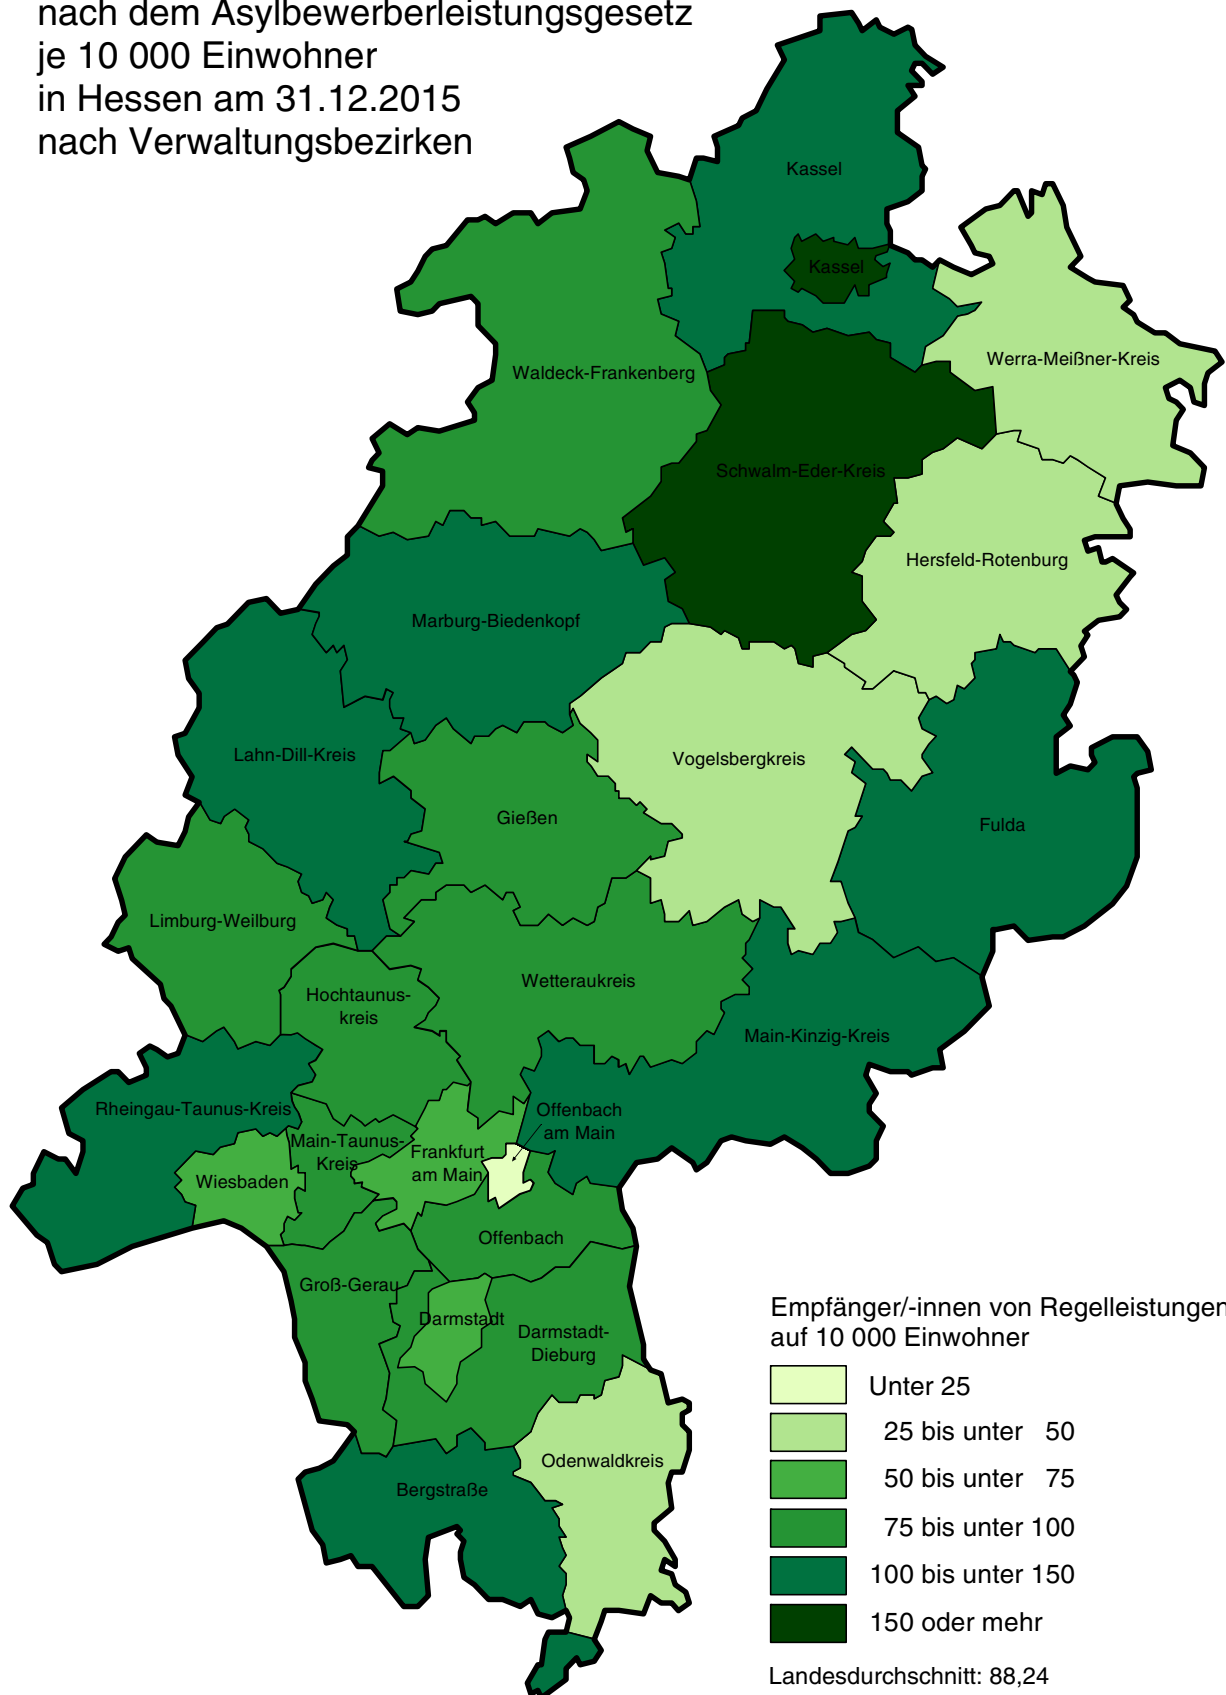 nach dem Asylbewerberleistungsgesetz
je 10 000 Einwohner
in Hessen am 31.12.2015
nach Verwaltungsbezirken
Kassel
Kassel
Werra-Meißner-Kreis
Waldeck-Frankenberg
Schwalm-Eder-Kreis
Hersfeld-Rotenburg
Marburg-Biedenkopf
Lahn-Dill-Kreis
Vogelsbergkreis
Gießen
Fulda
Limburg-Weilburg
Wetteraukreis
Hochtaunus-
kreis
Main-Kinzig-Kreis
Rheingau-Taunus-Kreis
Offenbach
am Main
Main-Taunus-
Kreis
Frankfurt
am Main
Wiesbaden
Offenbach
Groß-Gerau
Darmstadt
Darmstadt-
Dieburg
Odenwaldkreis
Bergstraße
Empfänger/-innen von Regelleistungen
auf 10 000 Einwohner
Unter 25
25 bis unter 50
50 bis unter 75
75 bis unter 100
100 bis unter 150
150 oder mehr
Landesdurchschnitt: 88,24